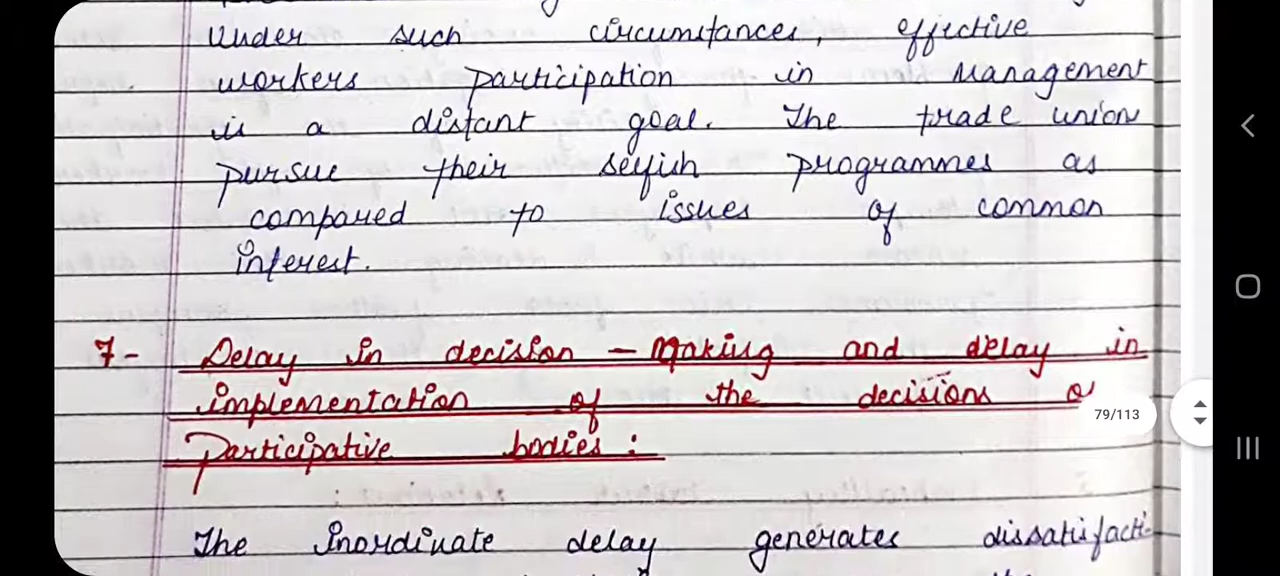 Under such circumstances, effective
workers participation in Management
is a distant goal. The trade union
pursue their selfish programmes as
compared to issues of common
interest.
7- Delay in decision - Making and delay in
implementation of the decisions
79/113
Participative bodies:
The Inordinate delay generates dissatisfacti-